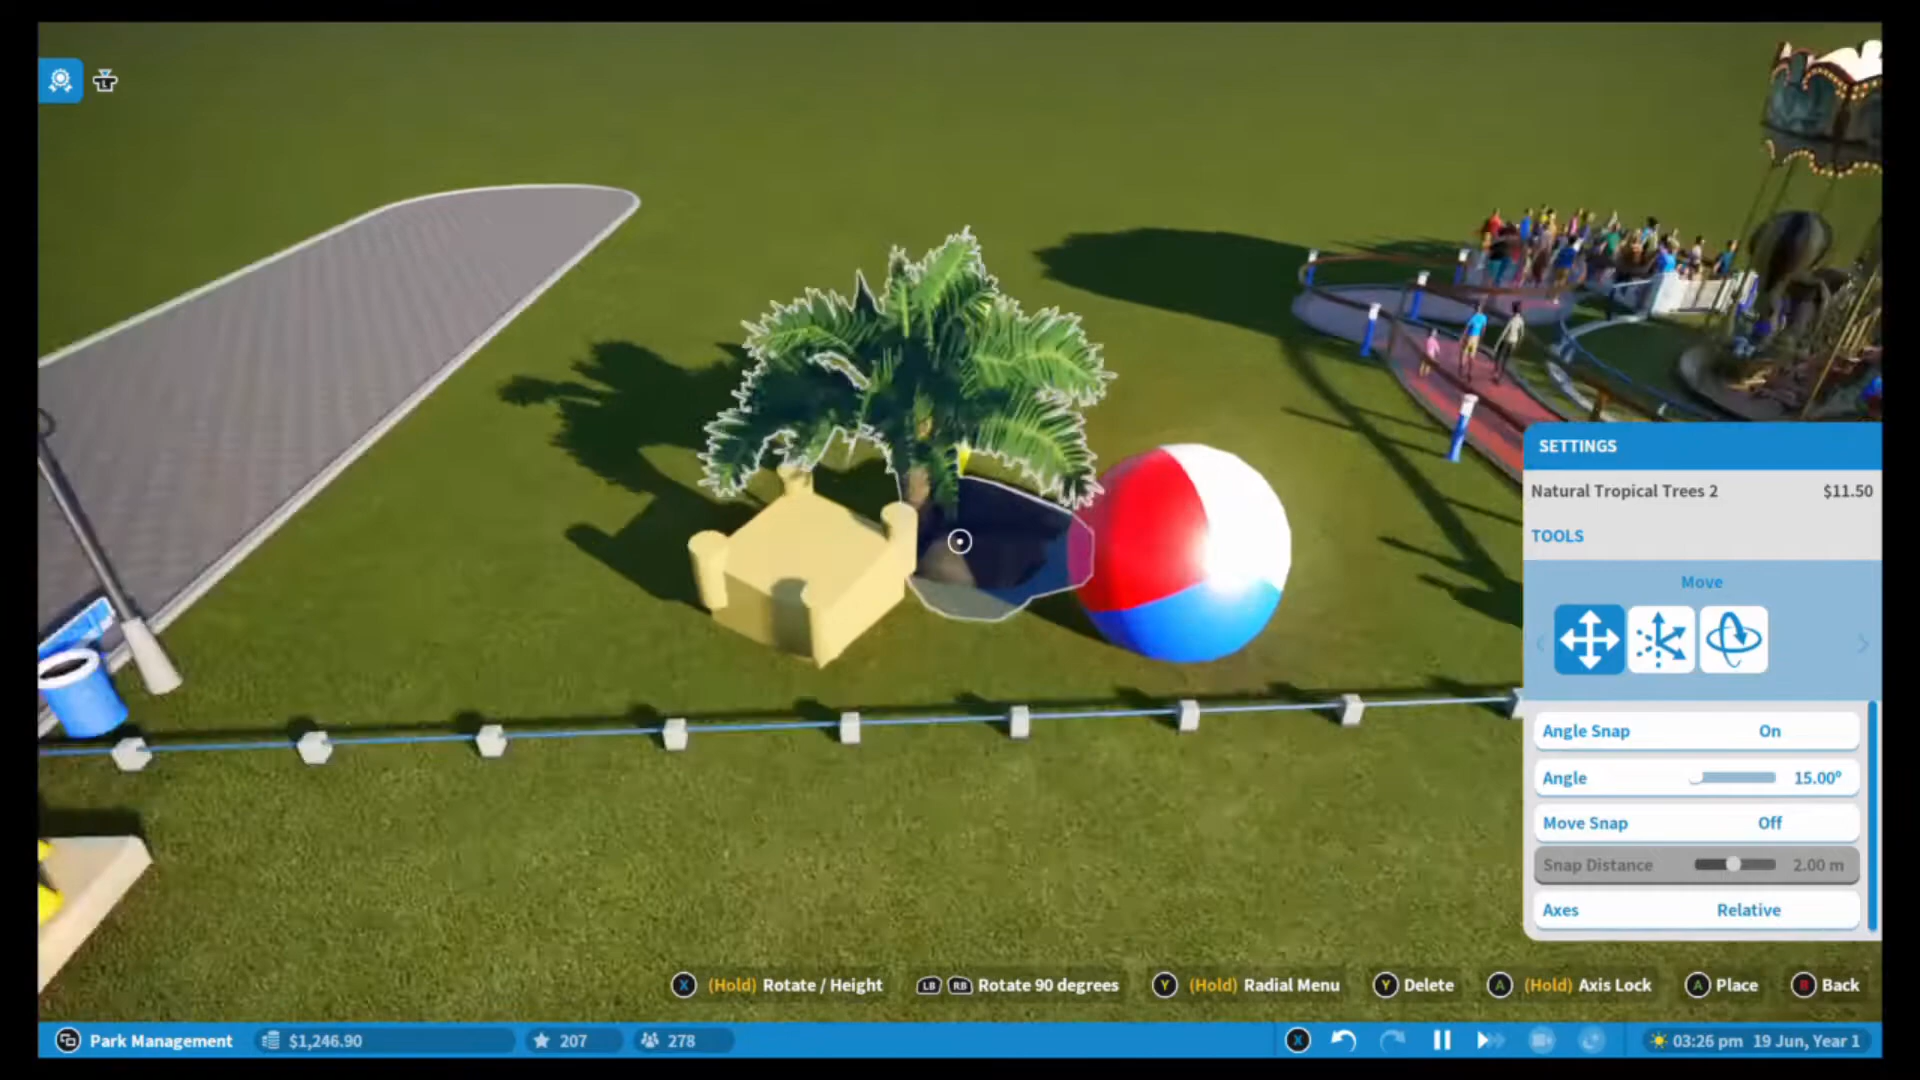 L
SETTINGS
Natural Tropical Trees 2 $11.50
TOOLS
Move
Angle Snap On
Angle 15.00°
Move Snap Off
Snap Distance 2.00 m
Axes Relative
X (Hold) Rotate / Height LB RB Rotate 90 degrees Y (Hold) Radial Menu Y Delete A (Hold) Axis Lock A Place B Back
Park Management $1,246.90 207 278 X 03:26 pm 19 Jun, Year 1